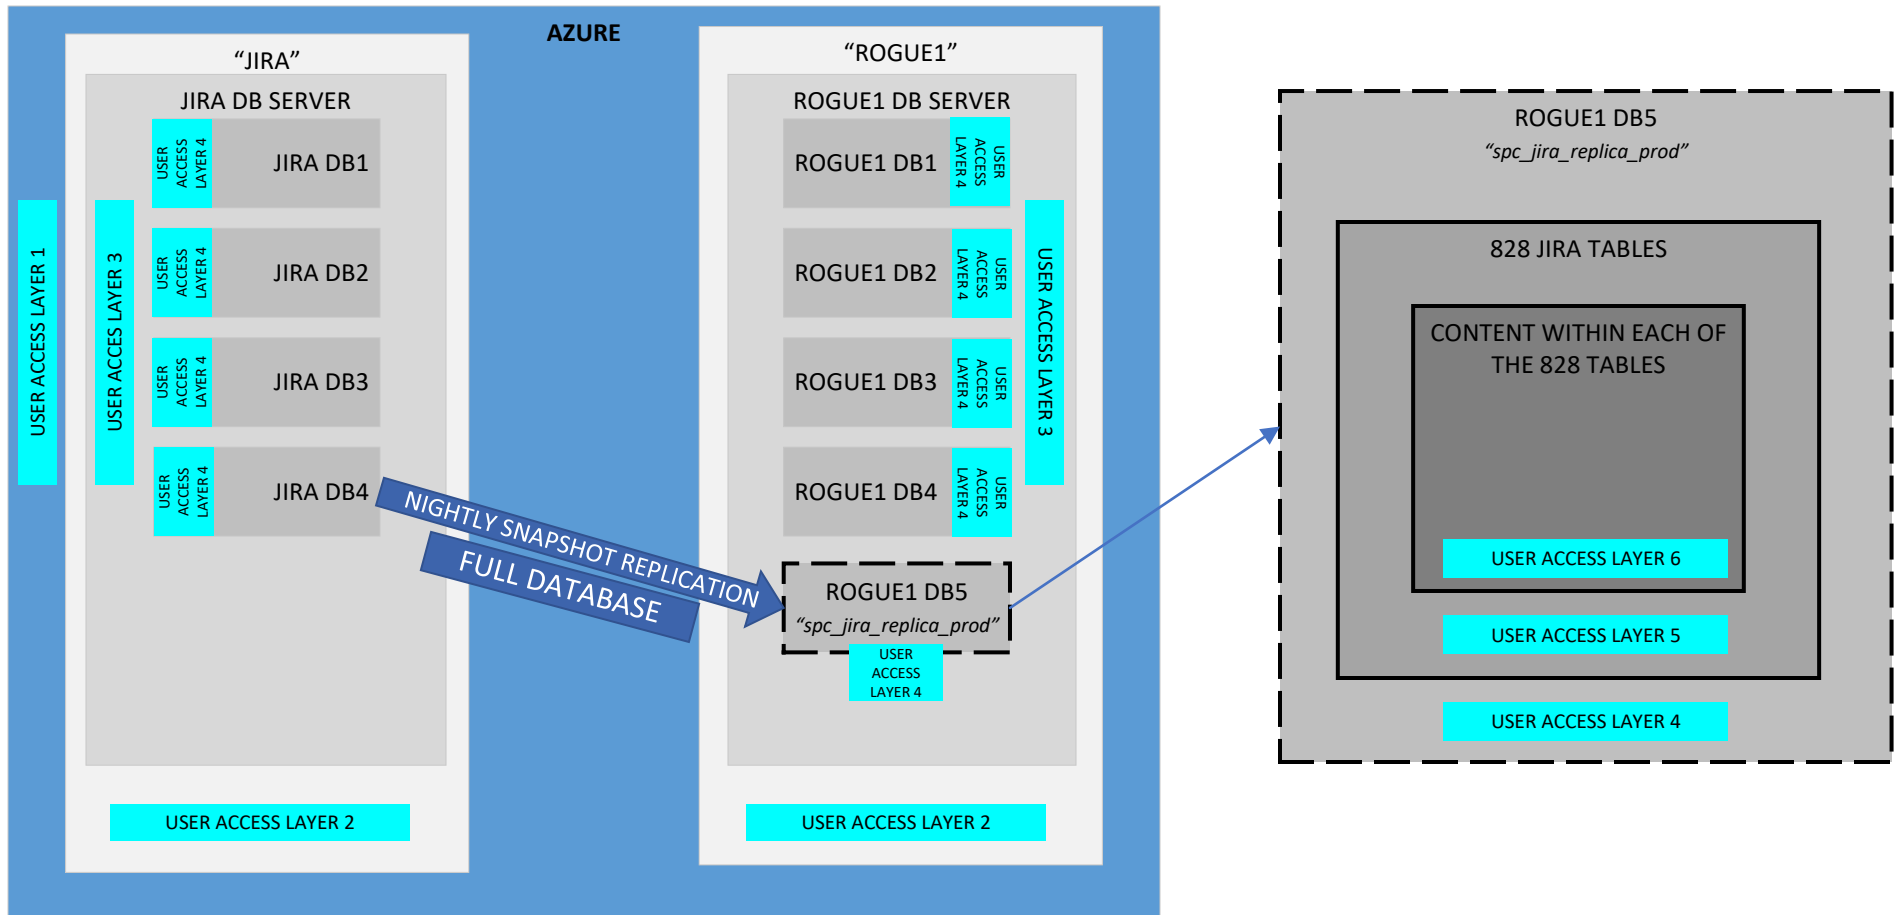 AZURE
“JIRA”
JIRA DB SERVER
USER ACCESS LAYER 1
USER ACCES LAYER 3
USER
ACCESS
LAYER 4
JIRA DB1
USER
ACCESS
LAYER 4
JIRA DB2
USER
ACCESS
LAYER 4
JIRA DB3
USER
ACCESS
LAYER 4
JIRA DB4
USER ACCESS LAYER 2
NIGHTLY SNAPSHOT REPLICATION
FULL DATABASE
“ROGUE1”
ROGUE1 DB SERVER
ROGUE1 DB1
USER
ACCESS
LAYER 4
ROGUE1 DB2
USER
ACCESS
LAYER 4
ROGUE1 DB3
USER
ACCESS
LAYER 4
ROGUE1 DB4
USER
ACCESS
LAYER 4
USER ACCESS LAYER 3
ROGUE1 DB5
“spc_jira_replica_prod”
USER
ACCESS
LAYER 4
USER ACCESS LAYER 2
ROGUE1 DB5
“spc_jira_replica_prod”
828 JIRA TABLES
CONTENT WITHIN EACH OF
THE 828 TABLES
USER ACCESS LAYER 6
USER ACCESS LAYER 5
USER ACCESS LAYER 4